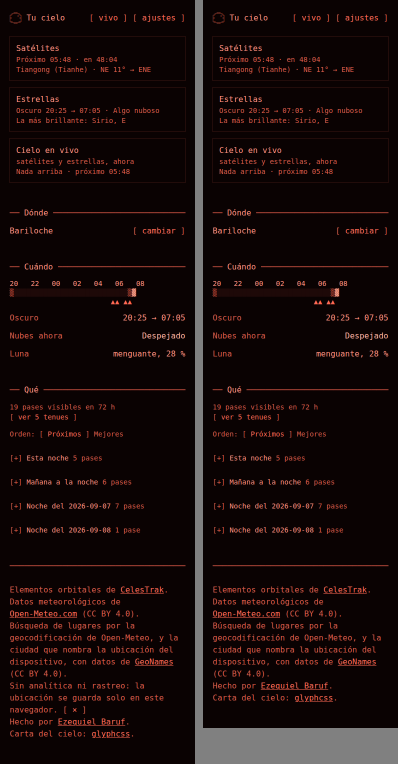 Tu cielo [ vivo ] [ ajustes ]
Satélites
Próximo 05:48 · en 48:04
Tiangong (Tianhe) · NE 11° → ENE
Estrellas
Oscuro 20:25 → 07:05 · Algo nuboso
La más brillante: Sirio, E
Cielo en vivo
satélites y estrellas, ahora
Nada arriba · próximo 05:48
Dónde
Bariloche [ cambiar ]
Cuándo
20 22 00 02 04 06 08
▲▲ ▲▲
Oscuro 20:25 → 07:05
Nubes ahora Despejado
Luna menguante, 28 %
Qué
19 pases visibles en 72 h
[ ver 5 tenues ]
Orden: [ Próximos ] Mejores
[+] Esta noche 5 pases
[+] Mañana a la noche 6 pases
[+] Noche del 2026-09-07 7 pases
[+] Noche del 2026-09-08 1 pase
Elementos orbitales de CelesTrak.
Datos meteorológicos de
Open-Meteo.com (CC BY 4.0).
Búsqueda de lugares por la
geocodificación de Open-Meteo, y la
ciudad que nombra la ubicación del
dispositivo, con datos de GeoNames
(CC BY 4.0).
Sin analítica ni rastreo: la
ubicación se guarda solo en este
navegador. [ × ]
Hecho por Ezequiel Baruf.
Carta del cielo: glyphcss.
Tu cielo [ vivo ] [ ajustes ]
Satélites
Próximo 05:48 · en 48:04
Tiangong (Tianhe) · NE 11° → ENE
Estrellas
Oscuro 20:25 → 07:05 · Algo nuboso
La más brillante: Sirio, E
Cielo en vivo
satélites y estrellas, ahora
Nada arriba · próximo 05:48
Dónde
Bariloche [ cambiar ]
Cuándo
20 22 00 02 04 06 08
▲▲ ▲▲
Oscuro 20:25 → 07:05
Nubes ahora Despejado
Luna menguante, 28 %
Qué
19 pases visibles en 72 h
[ ver 5 tenues ]
Orden: [ Próximos ] Mejores
[+] Esta noche 5 pases
[+] Mañana a la noche 6 pases
[+] Noche del 2026-09-07 7 pases
[+] Noche del 2026-09-08 1 pase
Elementos orbitales de CelesTrak.
Datos meteorológicos de
Open-Meteo.com (CC BY 4.0).
Búsqueda de lugares por la
geocodificación de Open-Meteo, y la
ciudad que nombra la ubicación del
dispositivo, con datos de GeoNames
(CC BY 4.0).
Hecho por Ezequiel Baruf.
Carta del cielo: glyphcss.